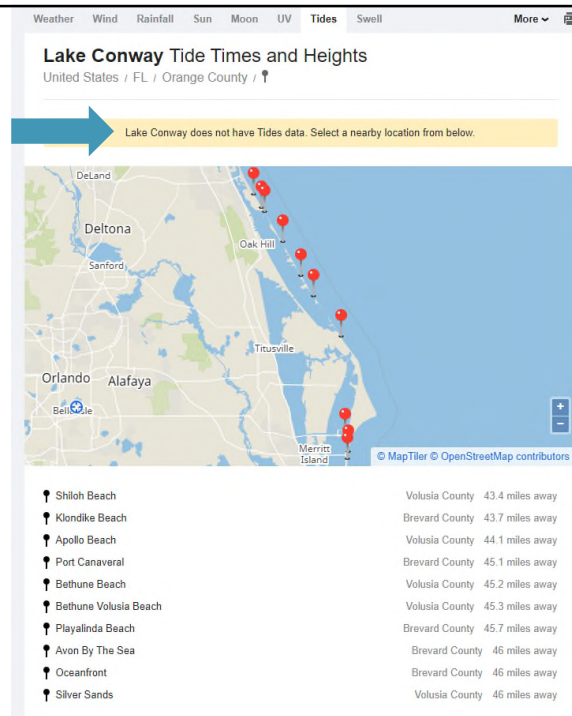 Weather Wind Rainfall Sun Moon UV Tides Swell More
Lake Conway Tide Times and Heights
United States / FL / Orange County /
Lake Conway does not have Tides data. Select a nearby location from below.
DeLand
Deltona
Oak Hill
Sanford
Titusville
Orlando
Alafaya
Merritt
Island
+
−
© MapTiler © OpenStreetMap contributors
Shiloh Beach Volusia County 43.4 miles away
Klondike Beach Brevard County 43.7 miles away
Apollo Beach Volusia County 44.1 miles away
Port Canaveral Brevard County 45.1 miles away
Bethune Beach Volusia County 45.2 miles away
Bethune Volusia Beach Volusia County 45.3 miles away
Playalinda Beach Brevard County 45.7 miles away
Avon By The Sea Brevard County 46 miles away
Oceanfront Brevard County 46 miles away
Silver Sands Volusia County 46 miles away